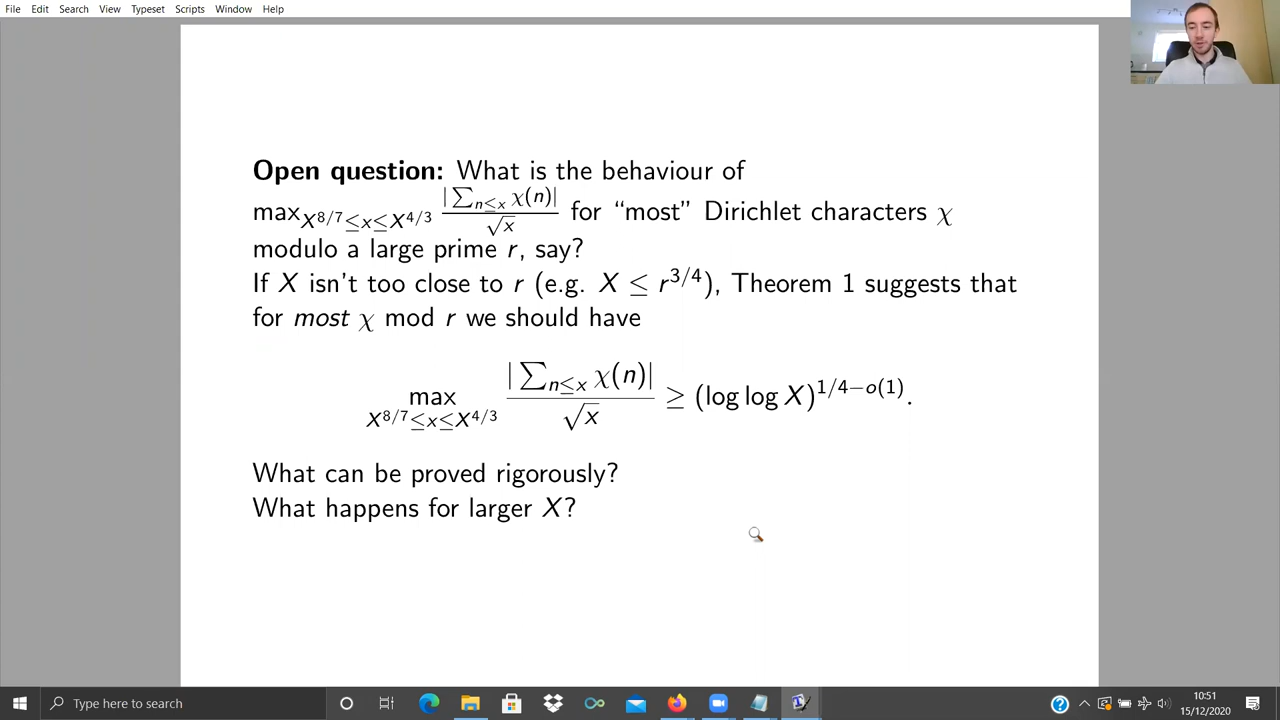 File Edit Search View Typeset Scripts Window Help
Open question: What is the behaviour of
max_{X^{8/7}≤x≤X^{4/3}} |∑_{n≤x} χ(n)|/√x for “most” Dirichlet characters χ
modulo a large prime r, say?
If X isn't too close to r (e.g. X ≤ r^{3/4}), Theorem 1 suggests that
for most χ mod r we should have
max_{X^{8/7}≤x≤X^{4/3}} |∑_{n≤x} χ(n)|/√x ≥ (log log X)^{1/4−o(1)}.
What can be proved rigorously?
What happens for larger X?
Type here to search
10:51
15/12/2020